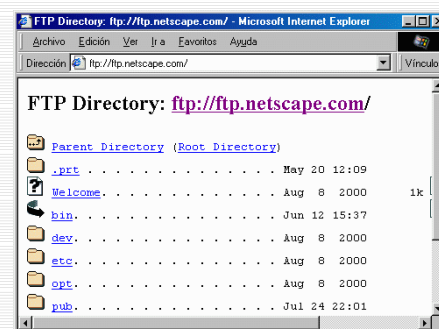 FTP Directory: ftp://ftp.netscape.com/ - Microsoft Internet Explorer
Archivo Edición Ver Ir a Favoritos Ayuda
Dirección ftp://ftp.netscape.com/ Vínculo
FTP Directory: ftp://ftp.netscape.com/
Parent Directory (Root Directory)
.prt. . . . . . . . . . . . . . . May 20 12:09
Welcome. . . . . . . . . . . . . Aug 8 2000 1k
bin. . . . . . . . . . . . . . . Jun 12 15:37
dev. . . . . . . . . . . . . . . Aug 8 2000
etc. . . . . . . . . . . . . . . Aug 8 2000
opt. . . . . . . . . . . . . . . Aug 8 2000
pub. . . . . . . . . . . . . . . Jul 24 22:01